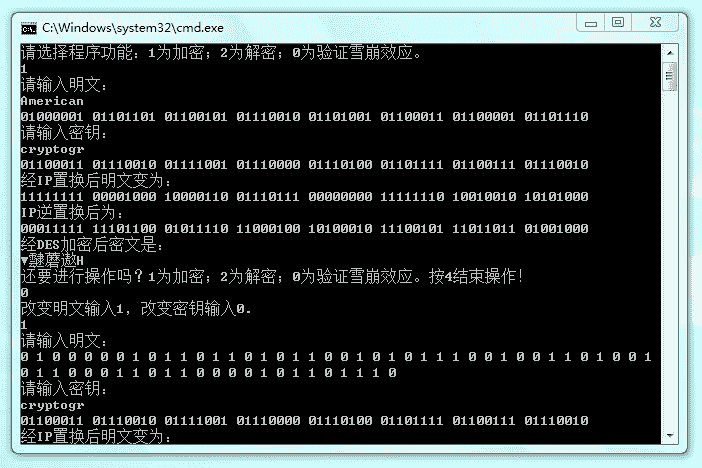 C:\Windows\system32\cmd.exe
请选择程序功能：1为加密；2为解密；0为验证雪崩效应。
1
请输入明文：
American
01000001 01101101 01100101 01110010 01101001 01100011 01100001 01101110
请输入密钥：
cryptogr
01100011 01110010 01111001 01110000 01110100 01101111 01100111 01110010
经IP置换后明文变为：
11111111 00001000 10000110 01110111 00000000 11111110 10010010 10101000
IP逆置换后为：
00011111 11101100 01011110 11000100 10100010 11100101 11011011 01001000
经DES加密后密文是：
还要进行操作吗？1为加密；2为解密；0为验证雪崩效应。按4结束操作！
0
改变明文输入1，改变密钥输入0.
1
请输入明文：
0 1 0 0 0 0 0 1 0 1 1 0 1 1 0 1 0 1 1 0 0 1 0 1 0 1 1 1 0 0 1 0 0 1 1 0 1 0 0 1
0 1 1 0 0 0 1 1 0 1 1 0 0 0 0 1 0 1 1 0 1 1 1 0
请输入密钥：
cryptogr
01100011 01110010 01111001 01110000 01110100 01101111 01100111 01110010
经IP置换后明文变为：